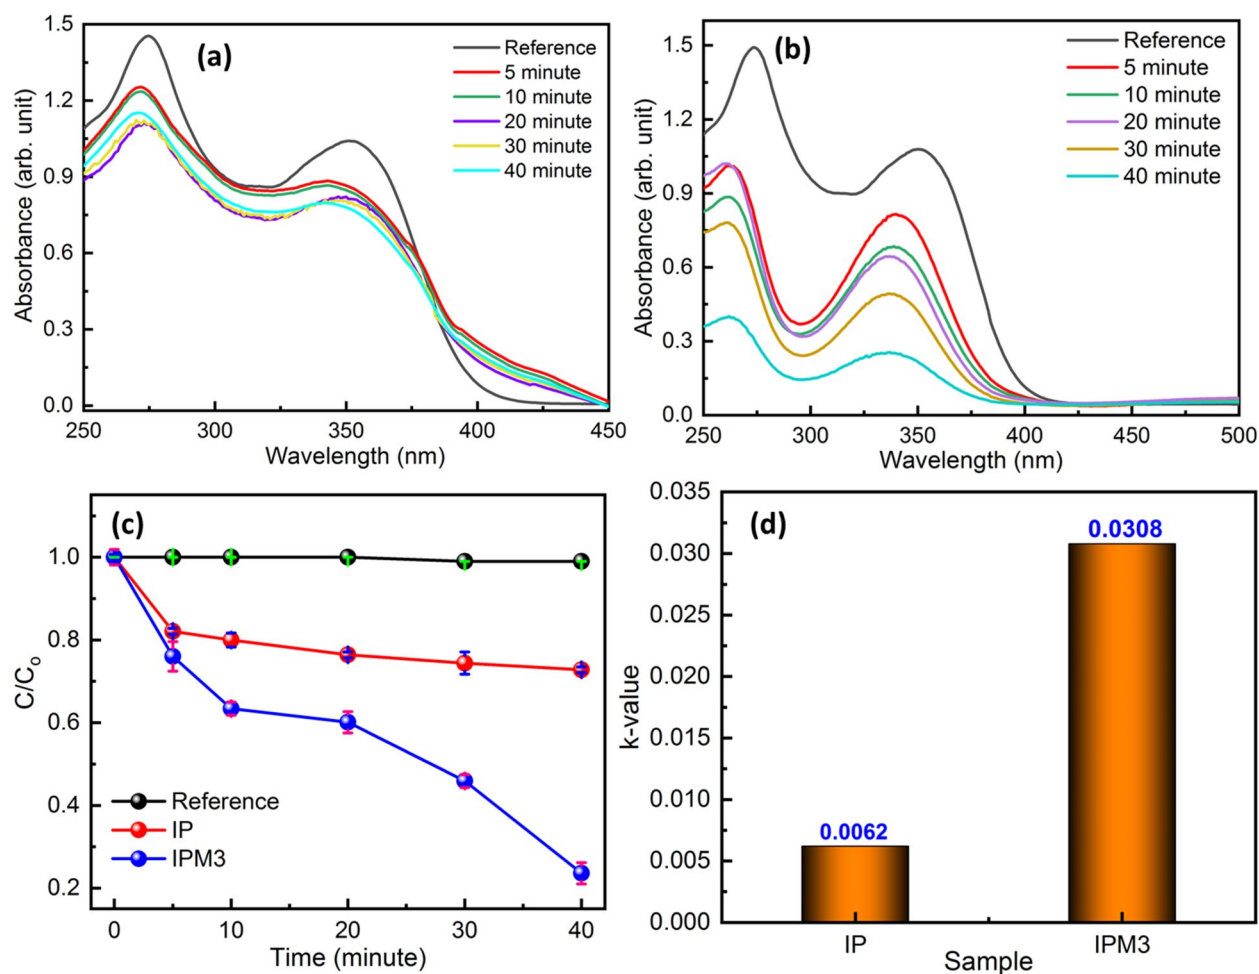 (a)
Reference
5 minute
10 minute
20 minute
30 minute
40 minute
1.5
1.2
0.9
0.6
0.3
0.0
Absorbance (arb. unit)
250 300 350 400 450
Wavelength (nm)
(b)
Reference
5 minute
10 minute
20 minute
30 minute
40 minute
1.5
1.2
0.9
0.6
0.3
0.0
Absorbance (arb. unit)
250 300 350 400 450 500
Wavelength (nm)
(c)
1.0
0.8
0.6
0.4
0.2
C/Co
Reference
IP
IPM3
0 10 20 30 40
Time (minute)
(d)
0.035
0.030
0.025
0.020
0.015
0.010
0.005
0.000
k-value
0.0308
0.0062
IP IPM3
Sample